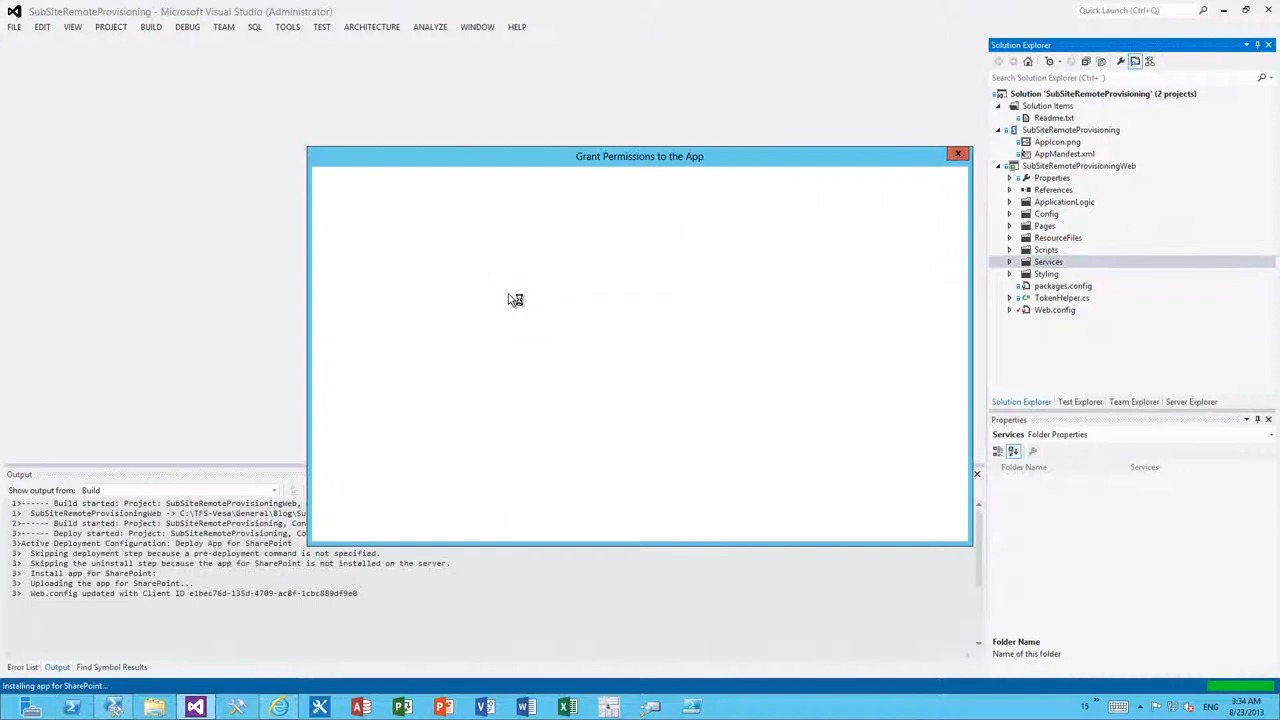 SubSiteRemoteProvisioning - Microsoft Visual Studio (Administrator)
Quick Launch (Ctrl+Q)
FILE EDIT VIEW PROJECT BUILD DEBUG TEAM SQL TOOLS TEST ARCHITECTURE ANALYZE WINDOW HELP
Solution Explorer
Search Solution Explorer (Ctrl+¨)
Solution 'SubSiteRemoteProvisioning' (2 projects)
Solution Items
Readme.txt
SubSiteRemoteProvisioning
AppIcon.png
AppManifest.xml
SubSiteRemoteProvisioningWeb
Properties
References
ApplicationLogic
Config
Pages
ResourceFiles
Scripts
Services
Styling
packages.config
TokenHelper.cs
Web.config
Solution Explorer Test Explorer Team Explorer Server Explorer
Properties
Services Folder Properties
Folder Name Services
Folder Name
Name of this folder
Grant Permissions to the App
Output
Show output from: Build
1>------ Build started: Project: SubSiteRemoteProvisioningWeb,
1> SubSiteRemoteProvisioningWeb -> C:\TFS-Vesa\General\Blog\Su
2>------ Build started: Project: SubSiteRemoteProvisioning, Con
3>------ Deploy started: Project: SubSiteRemoteProvisioning, Co
3>Active Deployment Configuration: Deploy App for SharePoint
3> Skipping deployment step because a pre-deployment command is not specified.
3> Skipping the uninstall step because the app for SharePoint is not installed on the server.
3> Install app for SharePoint:
3> Uploading the app for SharePoint...
3> Web.config updated with Client ID e1bec76d-135d-4709-ac8f-1cbc889df9e0
Error List Output Find Symbol Results
Installing app for SharePoint...
15
ENG
3:34 AM
8/23/2013